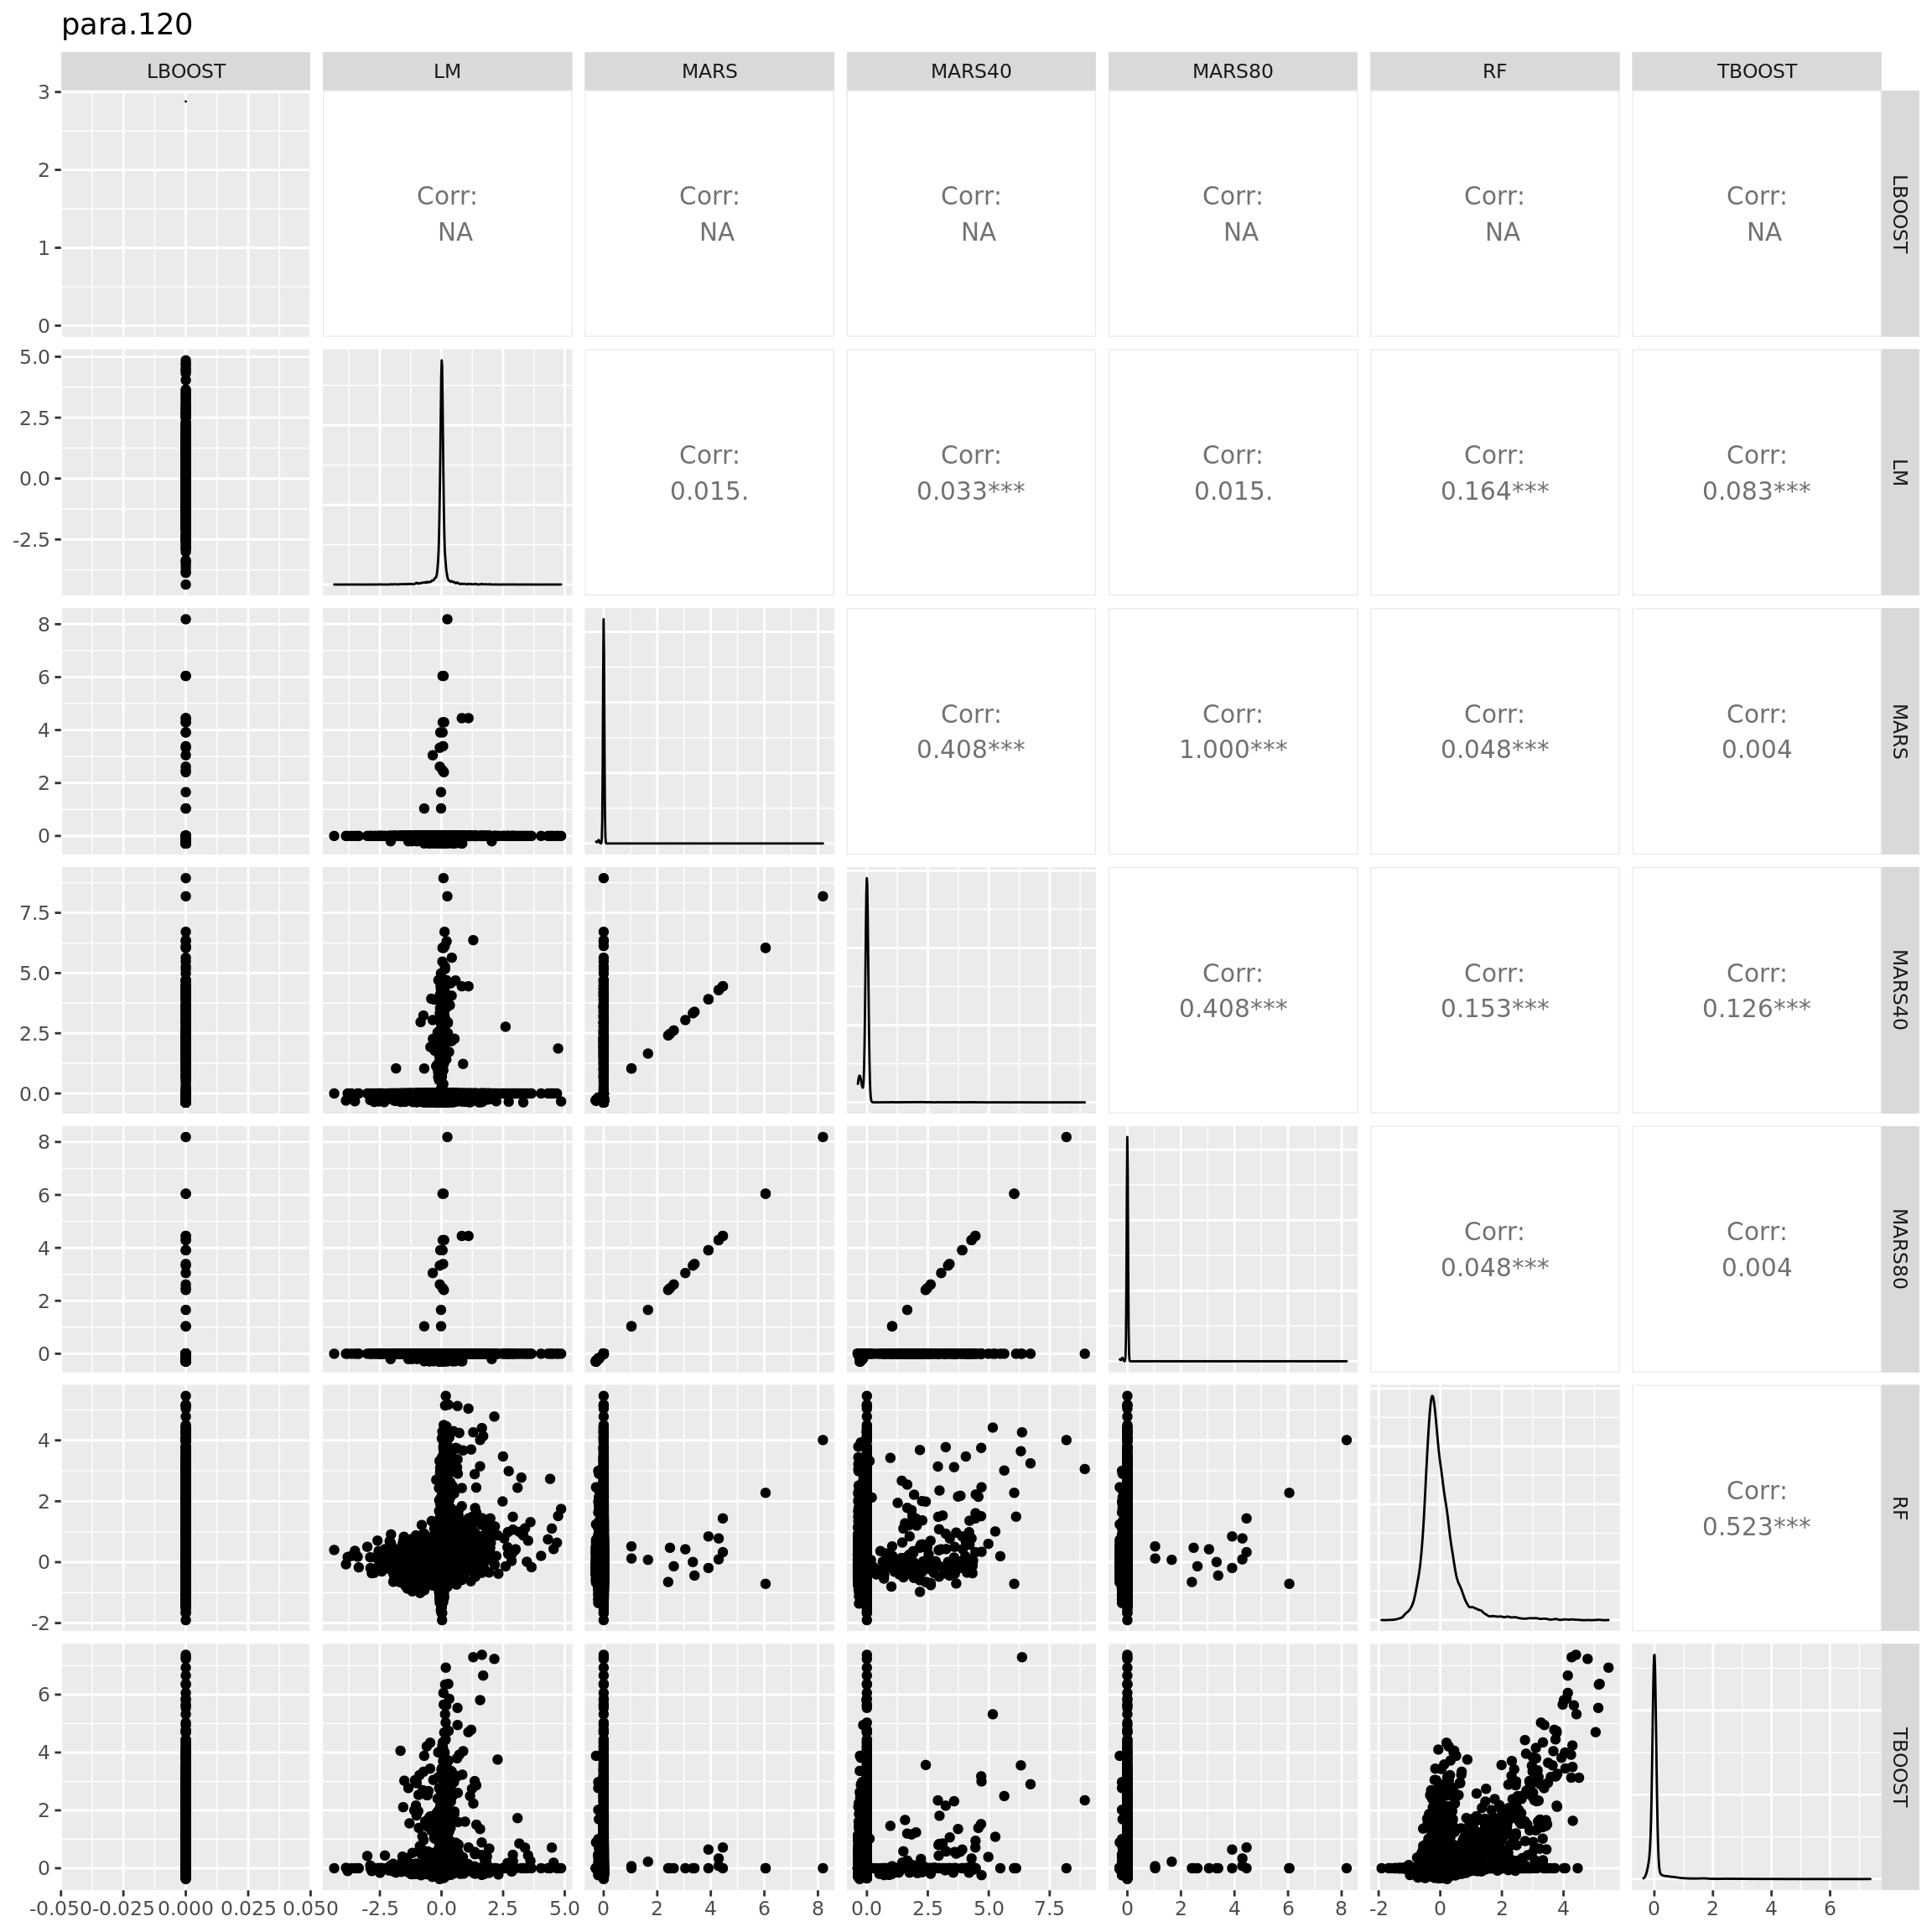 para.120
LBOOST LM MARS MARS40 MARS80 RF TBOOST
3
2
1
0
Corr:
NA
Corr:
NA
Corr:
NA
Corr:
NA
Corr:
NA
Corr:
NA
LBOOST
5.0
2.5
0.0
-2.5
Corr:
0.015.
Corr:
0.033***
Corr:
0.015.
Corr:
0.164***
Corr:
0.083***
LM
8
6
4
2
0
Corr:
0.408***
Corr:
1.000***
Corr:
0.048***
Corr:
0.004
MARS
7.5
5.0
2.5
0.0
Corr:
0.408***
Corr:
0.153***
Corr:
0.126***
MARS40
8
6
4
2
0
Corr:
0.048***
Corr:
0.004
MARS80
4
2
0
-2
Corr:
0.523***
RF
6
4
2
0
TBOOST
-0.050 -0.025 0.000 0.025 0.050 -2.5 0.0 2.5 5.0 0 2 4 6 8 0.0 2.5 5.0 7.5 0 2 4 6 8 -2 0 2 4 0 2 4 6